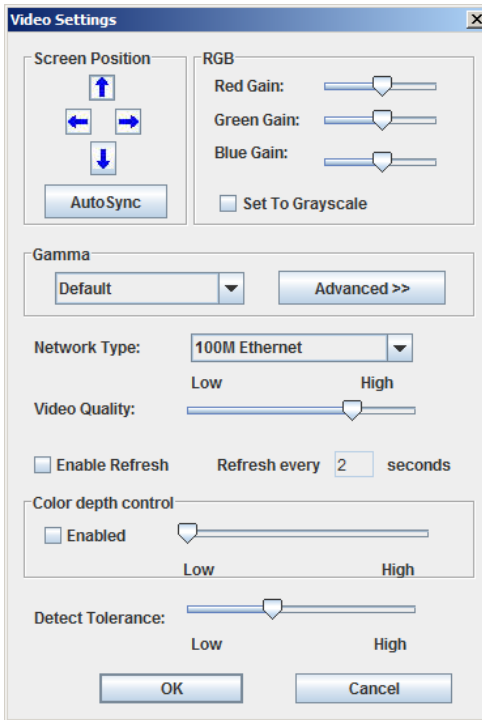 Video Settings
Screen Position
AutoSync
RGB
Red Gain:
Green Gain:
Blue Gain:
Set To Grayscale
Gamma
Default
Advanced >>
Network Type:
100M Ethernet
Low High
Video Quality:
Enable Refresh
Refresh every 2 seconds
Color depth control
Enabled
Low High
Detect Tolerance:
Low High
OK
Cancel